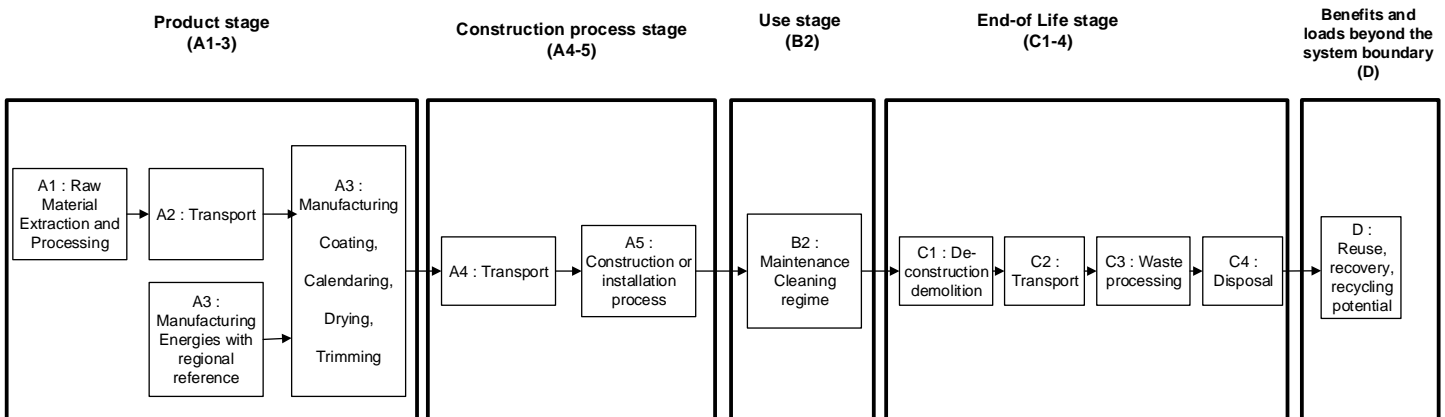 Product stage
(A1-3)
Construction process stage
(A4-5)
Use stage
(B2)
End-of Life stage
(C1-4)
Benefits and
loads beyond the
system boundary
(D)
A1 : Raw
Material
Extraction and
Processing
A2 : Transport
A3 :
Manufacturing
Energies with
regional
reference
A3 :
Manufacturing
Coating,
Calendaring,
Drying,
Trimming
A4 : Transport
A5 :
Construction or
installation
process
B2 :
Maintenance
Cleaning
regime
C1 : De-
construction
demolition
C2 :
Transport
C3 : Waste
processing
C4 :
Disposal
D :
Reuse,
recovery,
recycling
potential